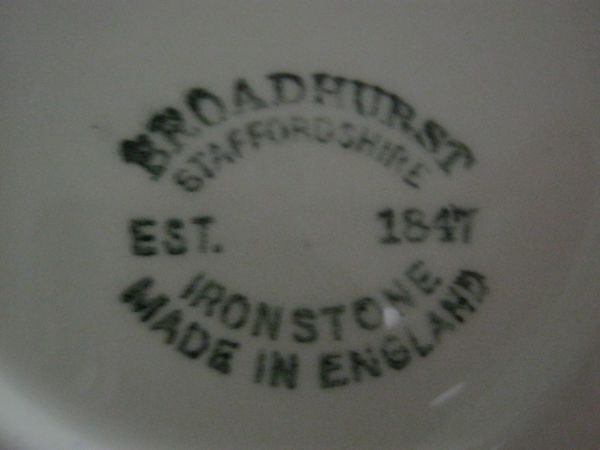 BROADHURST
STAFFORDSHIRE
EST. 1847
IRONSTONE
MADE IN ENGLAND